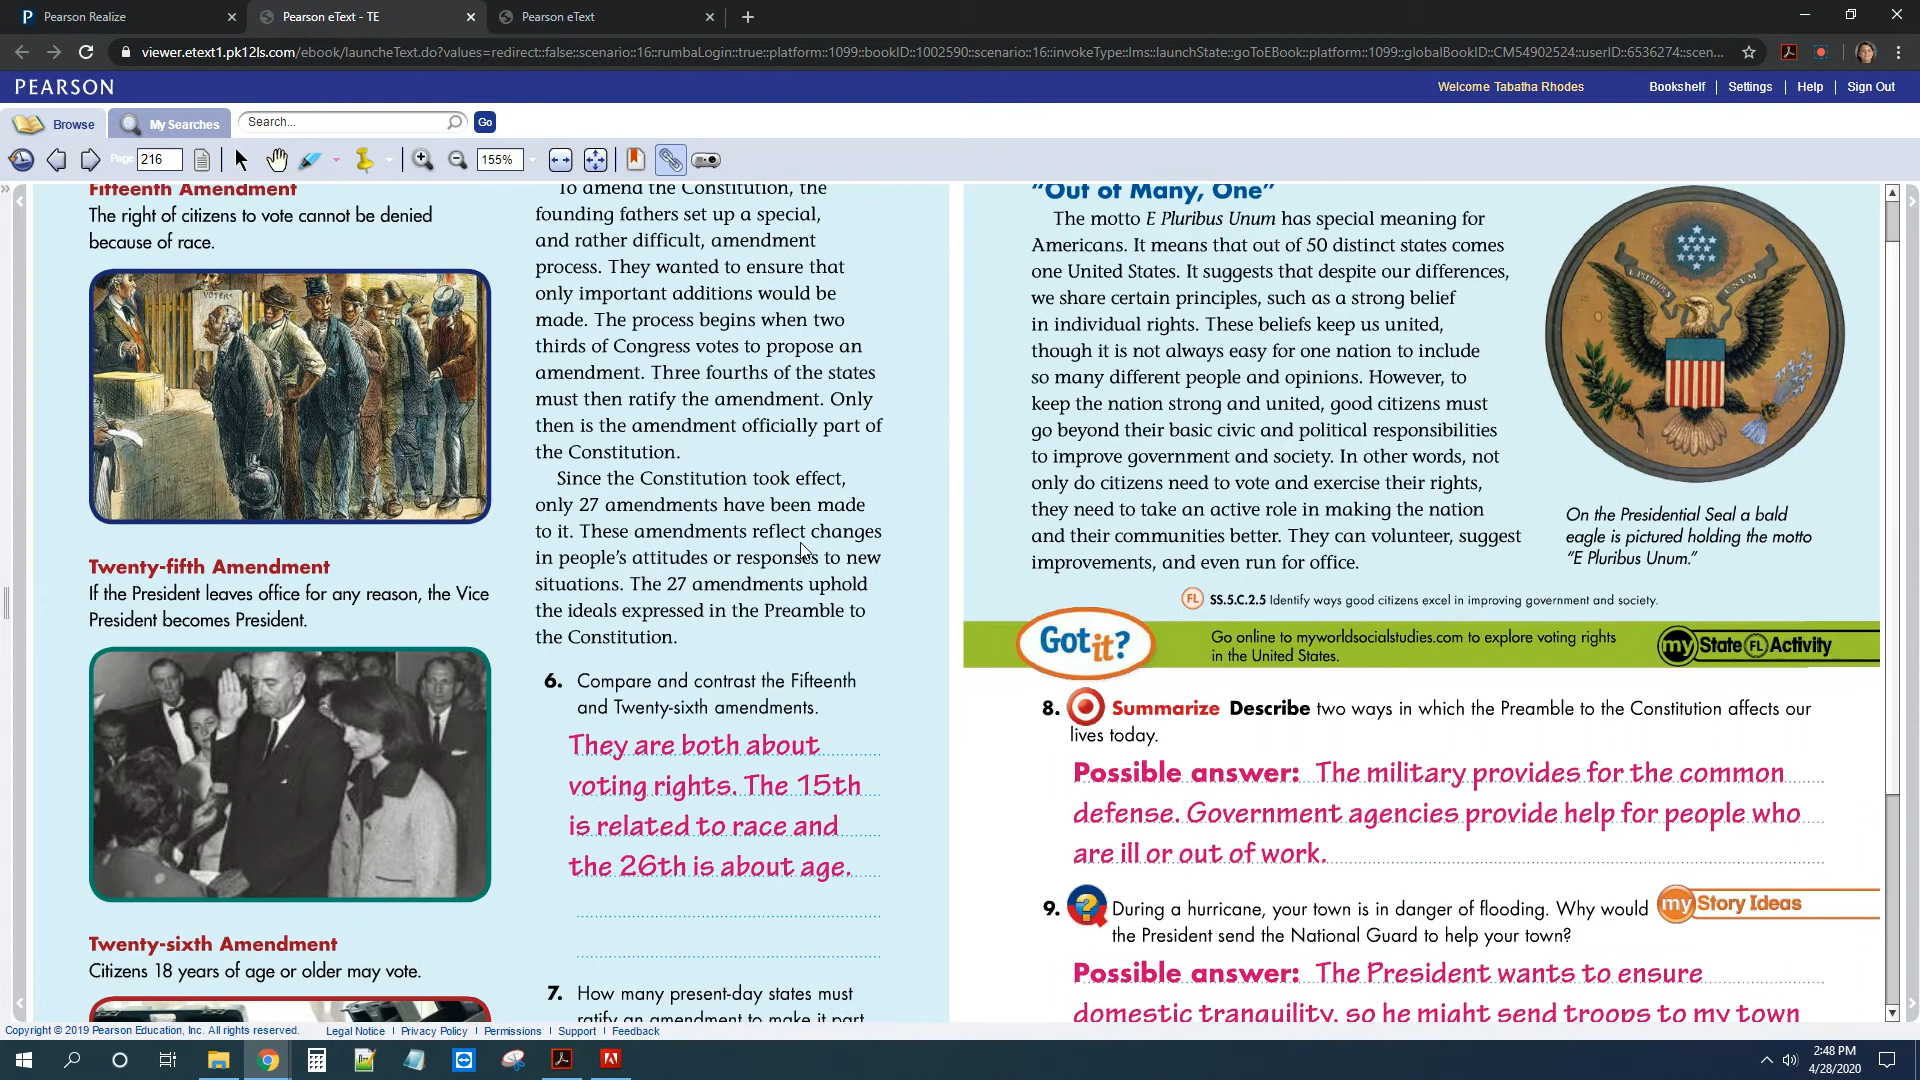 Pearson Realize
Pearson eText - TE
Pearson eText
viewer.etext1.pk12ls.com/ebook/launcheText.do?values=redirect::false::scenario::16::rumbaLogin::true::platform::1099::bookID::1002590::scenario::16::invokeType::lms::launchState::goToEBook::platform::1099::globalBookID::CM54902524::userID::6536274::scen...
PEARSON
Welcome Tabatha Rhodes
Bookshelf | Settings | Help | Sign Out
Browse
My Searches
Search...
Go
Page 216
155%
Fifteenth Amendment
The right of citizens to vote cannot be denied
because of race.
VOTERS
Twenty-fifth Amendment
If the President leaves office for any reason, the Vice
President becomes President.
Twenty-sixth Amendment
Citizens 18 years of age or older may vote.
To amend the Constitution, the
founding fathers set up a special,
and rather difficult, amendment
process. They wanted to ensure that
only important additions would be
made. The process begins when two
thirds of Congress votes to propose an
amendment. Three fourths of the states
must then ratify the amendment. Only
then is the amendment officially part of
the Constitution.
Since the Constitution took effect,
only 27 amendments have been made
to it. These amendments reflect changes
in people's attitudes or responses to new
situations. The 27 amendments uphold
the ideals expressed in the Preamble to
the Constitution.
6. Compare and contrast the Fifteenth
and Twenty-sixth amendments.
They are both about
voting rights. The 15th
is related to race and
the 26th is about age.
7. How many present-day states must
ratify an amendment to make it part
"Out of Many, One"
The motto E Pluribus Unum has special meaning for
Americans. It means that out of 50 distinct states comes
one United States. It suggests that despite our differences,
we share certain principles, such as a strong belief
in individual rights. These beliefs keep us united,
though it is not always easy for one nation to include
so many different people and opinions. However, to
keep the nation strong and united, good citizens must
go beyond their basic civic and political responsibilities
to improve government and society. In other words, not
only do citizens need to vote and exercise their rights,
they need to take an active role in making the nation
and their communities better. They can volunteer, suggest
improvements, and even run for office.
E PLURIBUS UNUM
On the Presidential Seal a bald
eagle is pictured holding the motto
"E Pluribus Unum."
FL SS.5.C.2.5 Identify ways good citizens excel in improving government and society.
Got it?
Go online to myworldsocialstudies.com to explore voting rights
in the United States.
my State FL Activity
8. Summarize Describe two ways in which the Preamble to the Constitution affects our
lives today.
Possible answer: The military provides for the common
defense. Government agencies provide help for people who
are ill or out of work.
9. ? During a hurricane, your town is in danger of flooding. Why would
the President send the National Guard to help your town?
my Story Ideas
Possible answer: The President wants to ensure
domestic tranquility, so he might send troops to my town
Copyright © 2019 Pearson Education, Inc. All rights reserved.
Legal Notice | Privacy Policy | Permissions | Support | Feedback
2:48 PM
4/28/2020